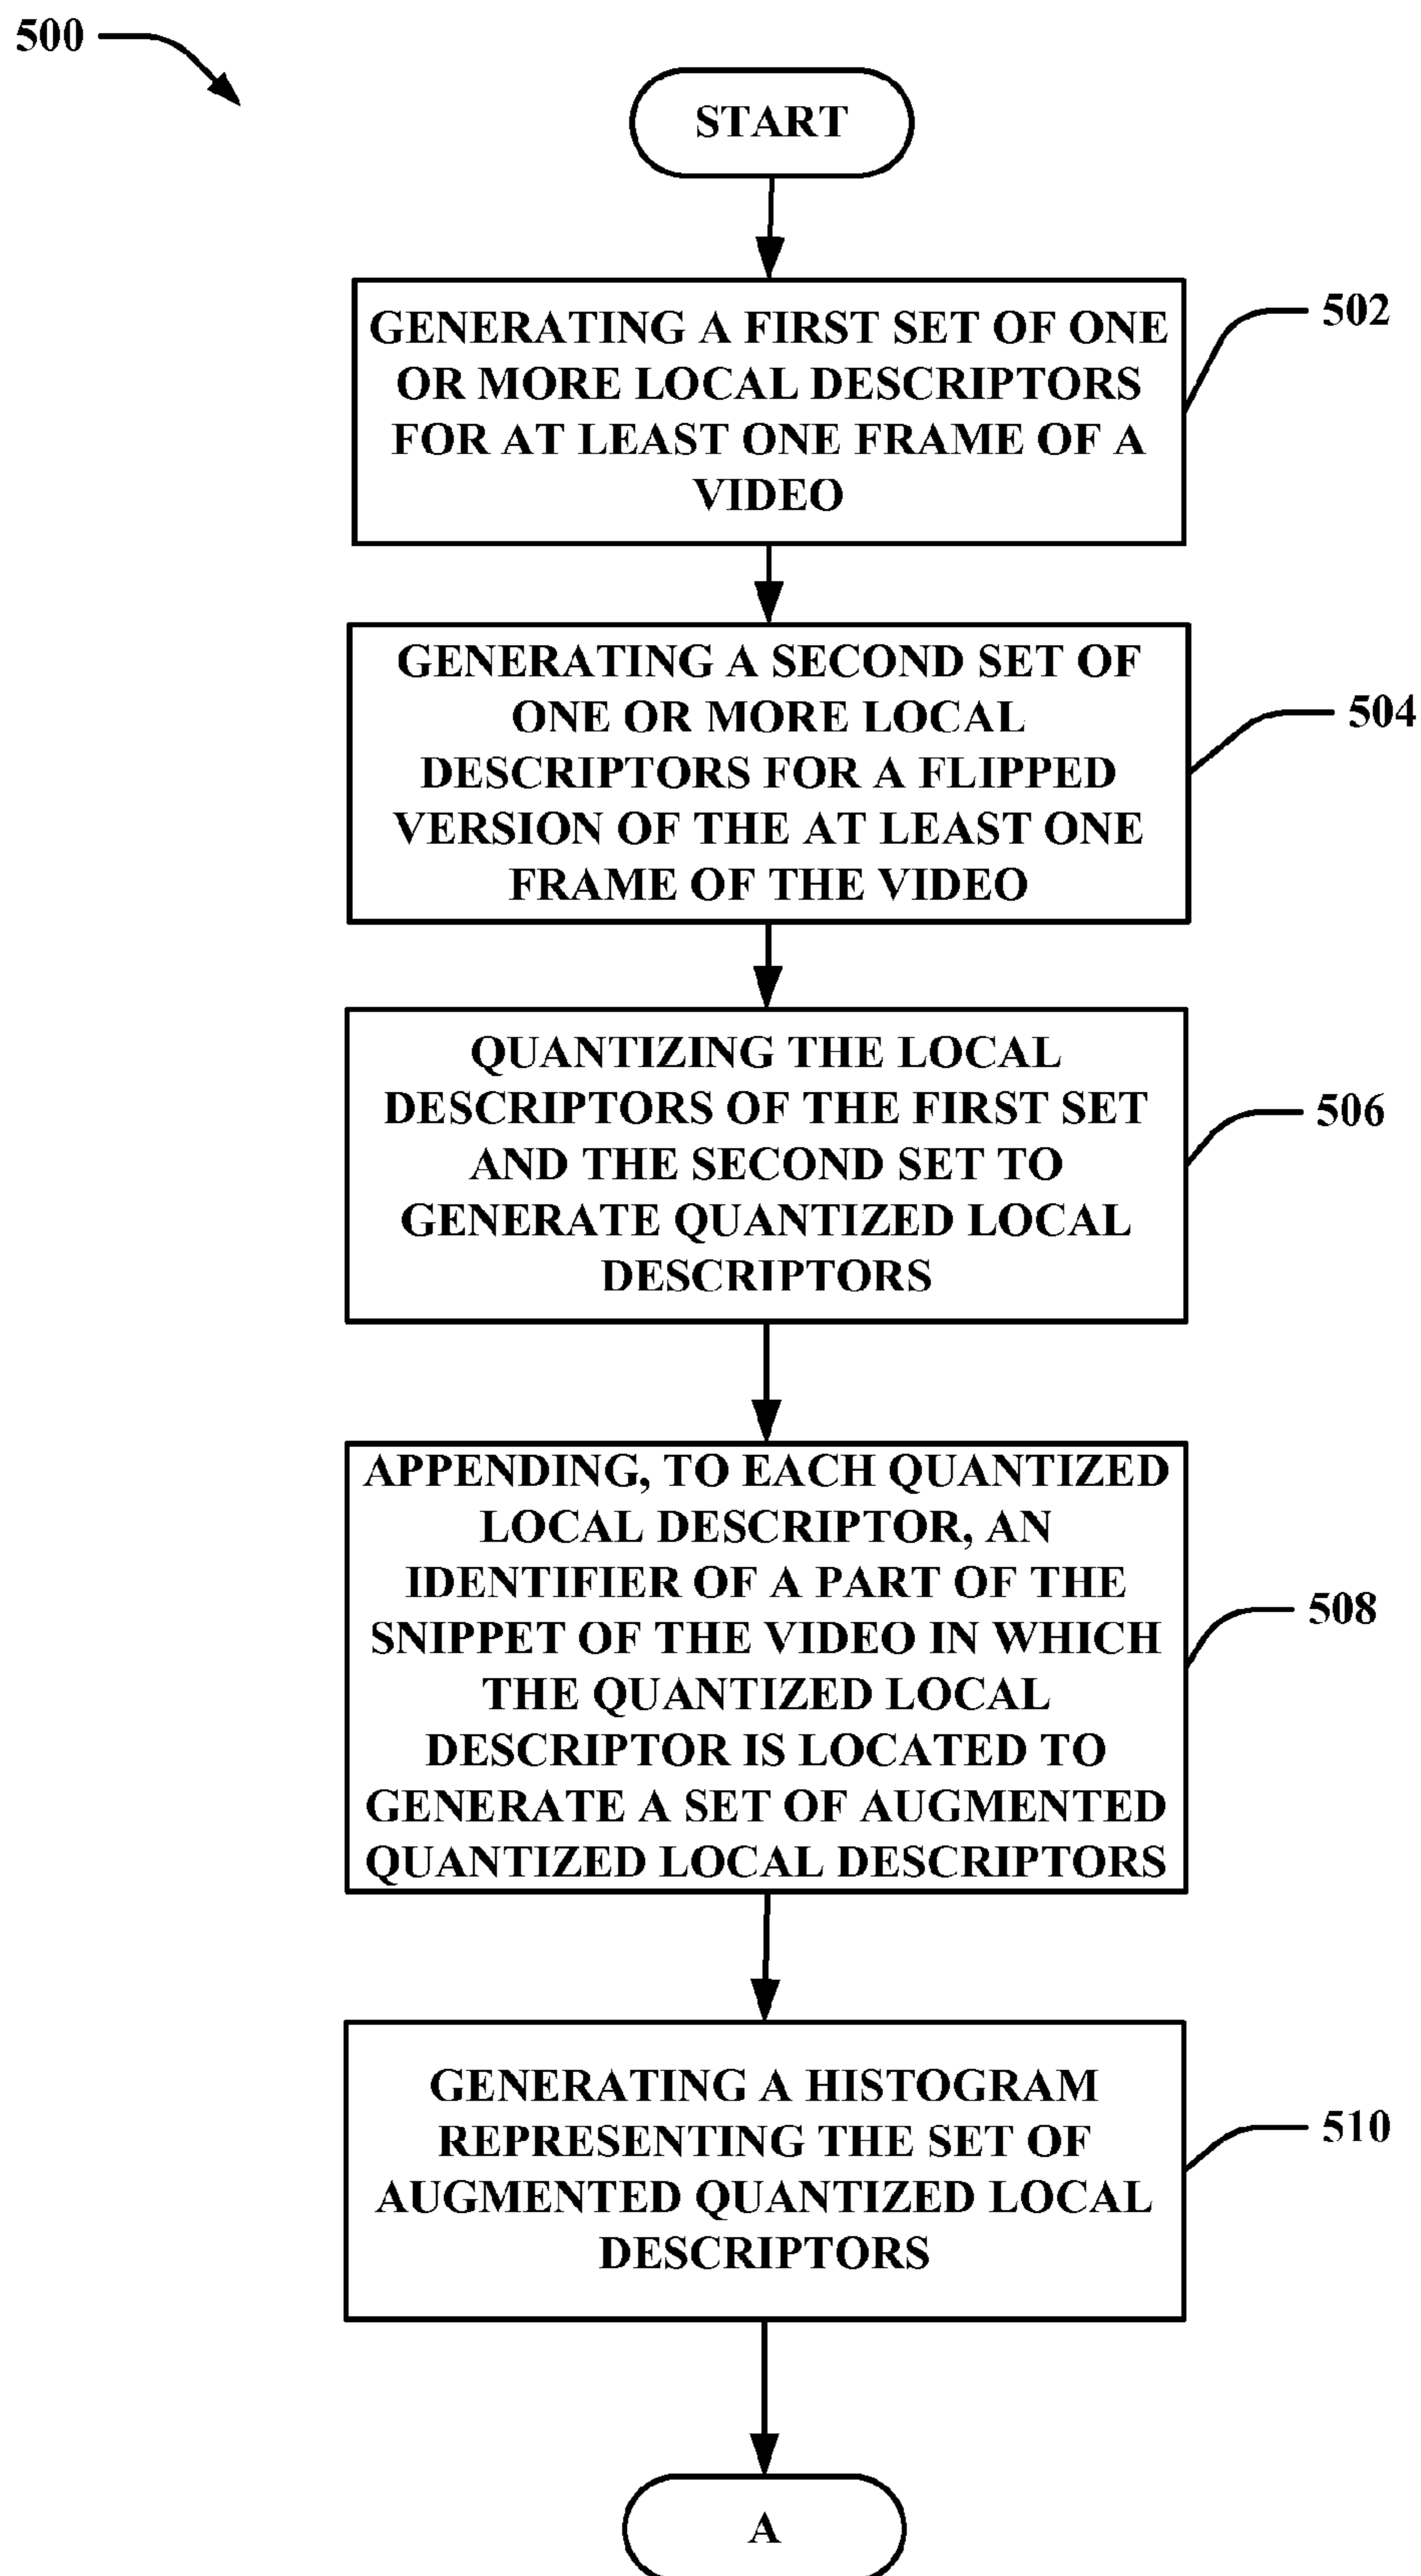 500
START
GENERATING A FIRST SET OF ONE
OR MORE LOCAL DESCRIPTORS
FOR AT LEAST ONE FRAME OF A
VIDEO
502
GENERATING A SECOND SET OF
ONE OR MORE LOCAL
DESCRIPTORS FOR A FLIPPED
VERSION OF THE AT LEAST ONE
FRAME OF THE VIDEO
504
QUANTIZING THE LOCAL
DESCRIPTORS OF THE FIRST SET
AND THE SECOND SET TO
GENERATE QUANTIZED LOCAL
DESCRIPTORS
506
APPENDING, TO EACH QUANTIZED
LOCAL DESCRIPTOR, AN
IDENTIFIER OF A PART OF THE
SNIPPET OF THE VIDEO IN WHICH
THE QUANTIZED LOCAL
DESCRIPTOR IS LOCATED TO
GENERATE A SET OF AUGMENTED
QUANTIZED LOCAL DESCRIPTORS
508
GENERATING A HISTOGRAM
REPRESENTING THE SET OF
AUGMENTED QUANTIZED LOCAL
DESCRIPTORS
510
A